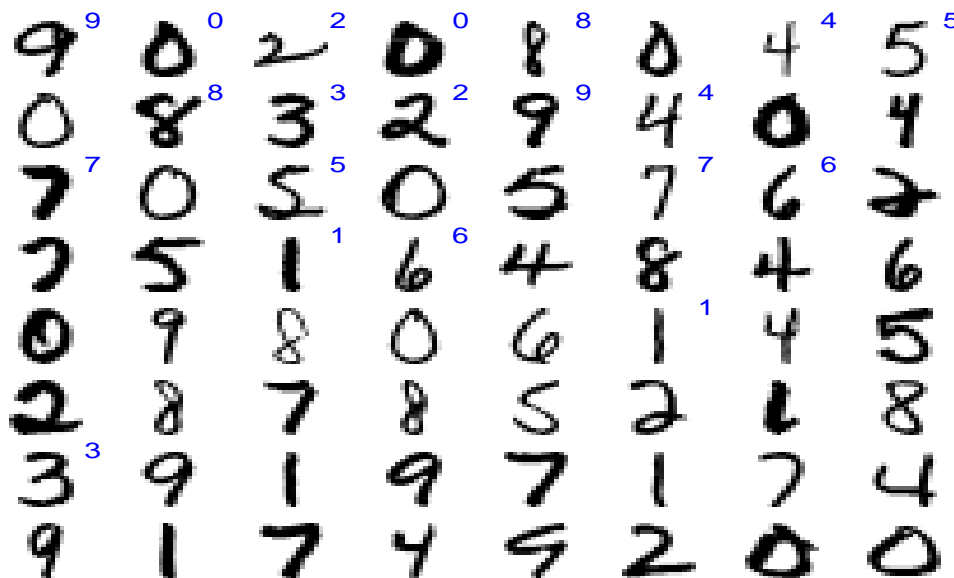 9 9 0 0 2 2 0 0 8 8 0 4 4 5 5
0 8 8 3 3 2 2 9 9 4 4 0 4
7 7 0 5 5 0 5 7 7 6 6 2
7 5 1 1 6 6 4 8 4 6
0 9 8 0 6 1 1 4 5
2 8 7 8 5 2 1 8
3 3 9 1 9 7 1 7 4
9 1 7 4 9 2 0 0